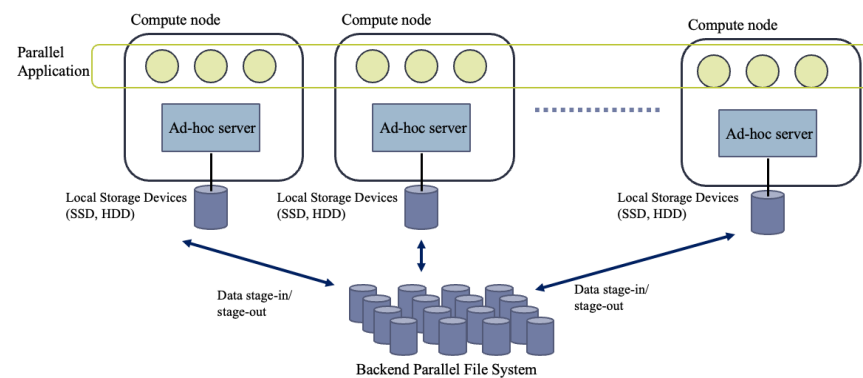 Compute node
Compute node
Compute node
Parallel
Application
Ad-hoc server
Ad-hoc server
Ad-hoc server
Local Storage Devices
(SSD, HDD)
Local Storage Devices
(SSD, HDD)
Local Storage Devices
(SSD, HDD)
Data stage-in/
stage-out
Data stage-in/
stage-out
Backend Parallel File System